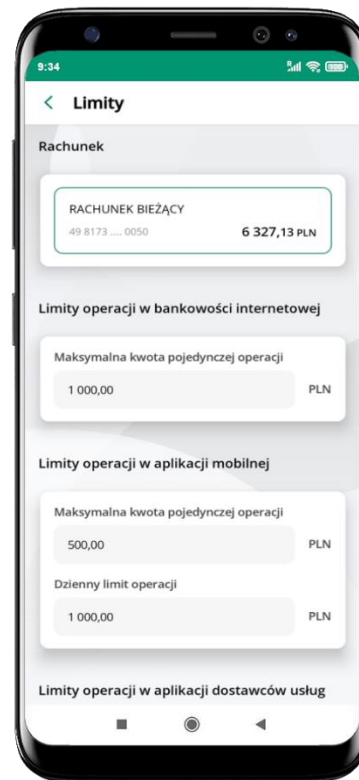 9:34
Limity
Rachunek
RACHUNEK BIEŻĄCY
49 8173 .... 0050 6 327,13 PLN
Limity operacji w bankowości internetowej
Maksymalna kwota pojedynczej operacji
1 000,00 PLN
Limity operacji w aplikacji mobilnej
Maksymalna kwota pojedynczej operacji
500,00 PLN
Dzienny limit operacji
1 000,00 PLN
Limity operacji w aplikacji dostawców usług